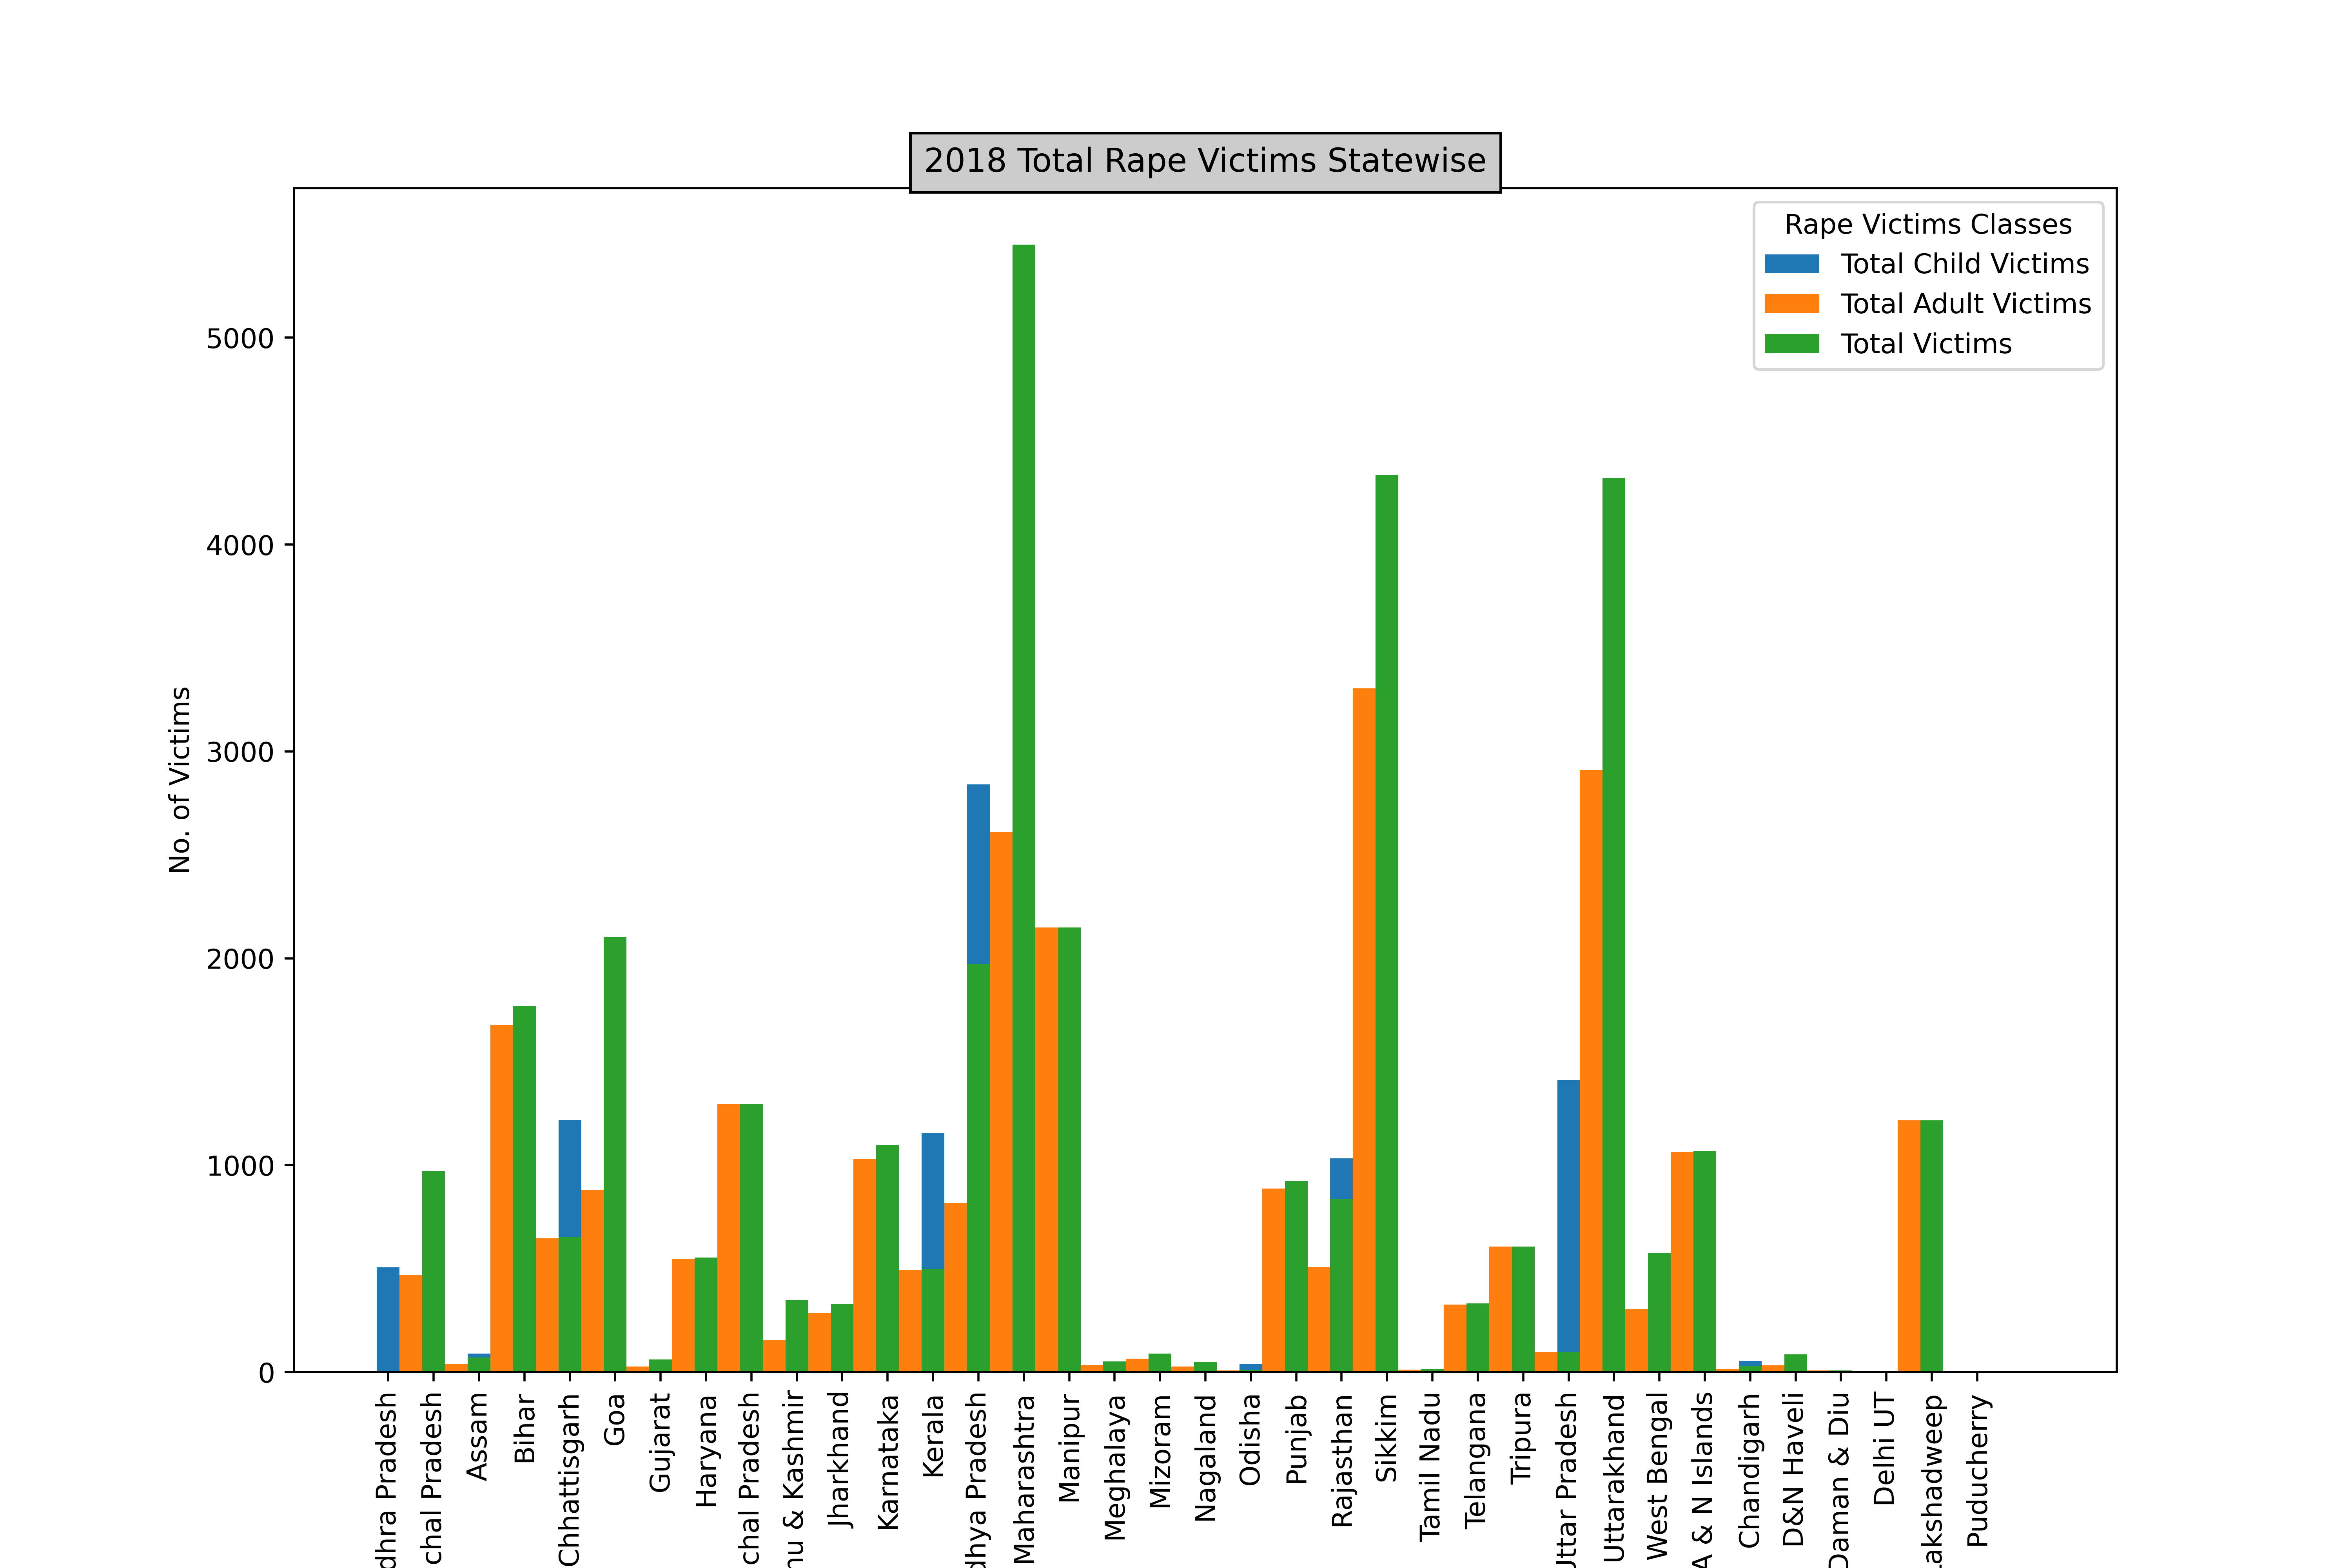 2018 Total Rape Victims Statewise
Rape Victims Classes
Total Child Victims
Total Adult Victims
Total Victims
No. of Victims
5000
4000
3000
2000
1000
0
dhra Pradesh
chal Pradesh
Assam
Bihar
Chhattisgarh
Goa
Gujarat
Haryana
chal Pradesh
nu & Kashmir
Jharkhand
Karnataka
Kerala
dhya Pradesh
Maharashtra
Manipur
Meghalaya
Mizoram
Nagaland
Odisha
Punjab
Rajasthan
Sikkim
Tamil Nadu
Telangana
Tripura
Uttar Pradesh
Uttarakhand
West Bengal
A & N Islands
Chandigarh
D&N Haveli
Daman & Diu
Delhi UT
Lakshadweep
Puducherry